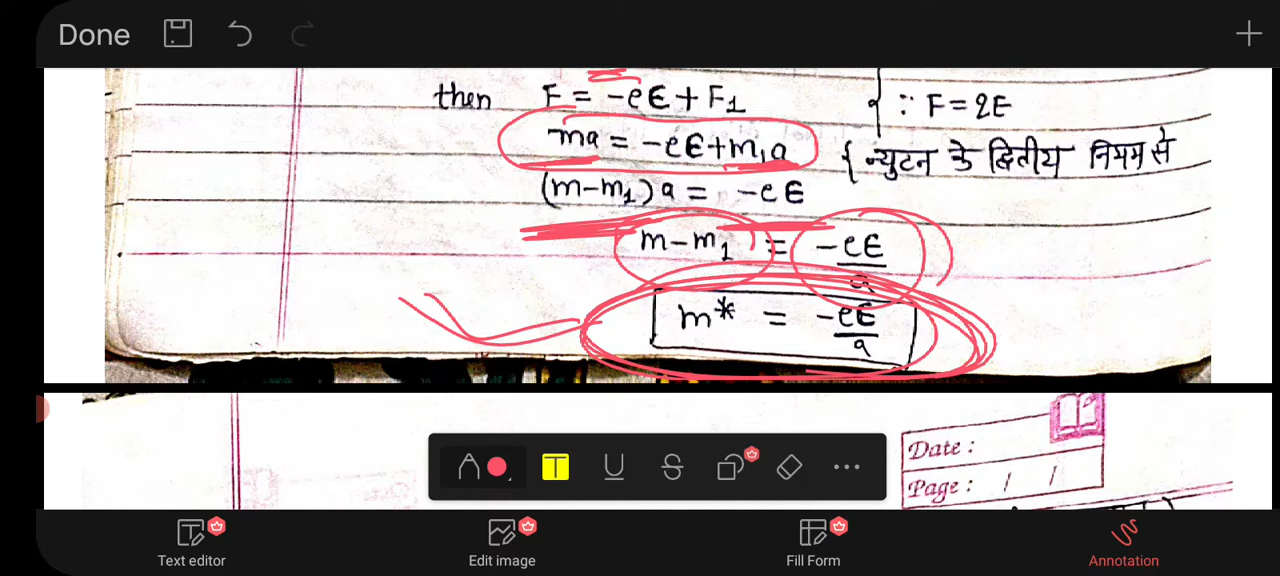 Done
then F = -eE + F₁
∵ F = qE
ma = -eE + m₁a
{ न्युटन के द्वितीय नियम से
(m-m₁) a = -eE
m-m₁ = -eE/a
m* = -eE/a
Date :
Page : / /
Text editor
Edit image
Fill Form
Annotation